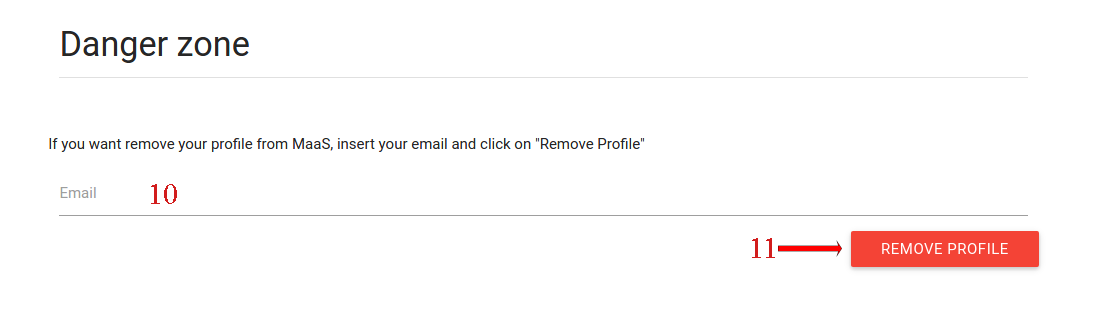 Danger zone
If you want remove your profile from MaaS, insert your email and click on "Remove Profile"
Email 10
11 REMOVE PROFILE